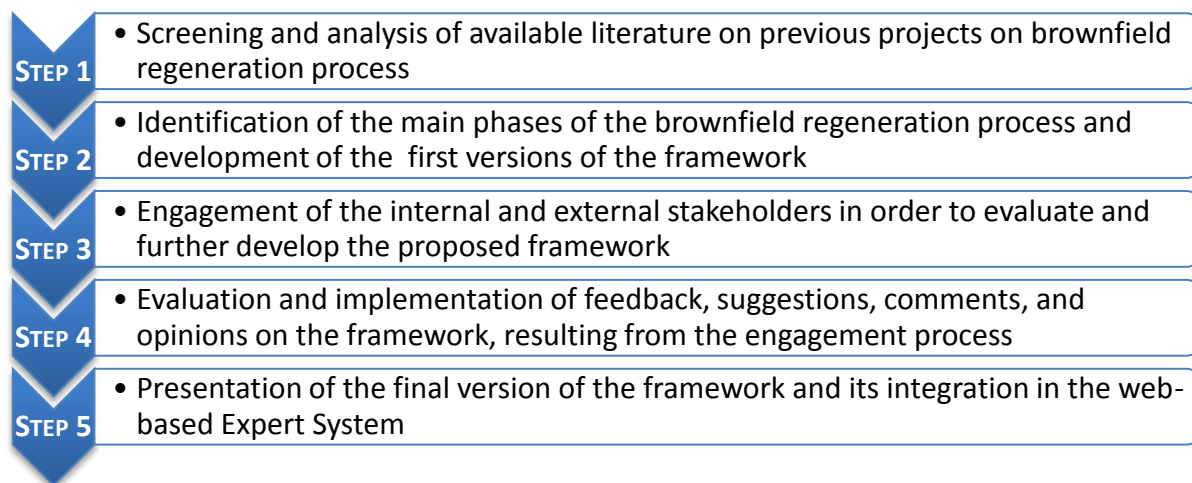 • Screening and analysis of available literature on previous projects on brownfield
STEP 1 regeneration process
• Identification of the main phases of the brownfield regeneration process and
STEP 2 development of the first versions of the framework
• Engagement of the internal and external stakeholders in order to evaluate and
STEP 3 further develop the proposed framework
• Evaluation and implementation of feedback, suggestions, comments, and
STEP 4 opinions on the framework, resulting from the engagement process
• Presentation of the final version of the framework and its integration in the web-
STEP 5 based Expert System